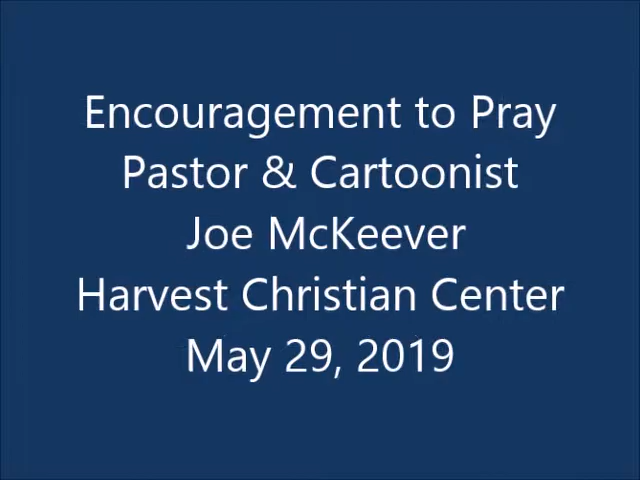 Encouragement to Pray
Pastor & Cartoonist
Joe McKeever
Harvest Christian Center
May 29, 2019